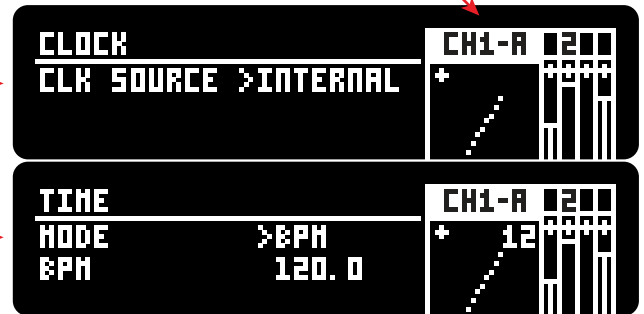 CLOCK
CLK SOURCE >INTERNAL
CH1-A 2
+
TIME
MODE >BPM
BPM 120.0
CH1-A 2
+ 12